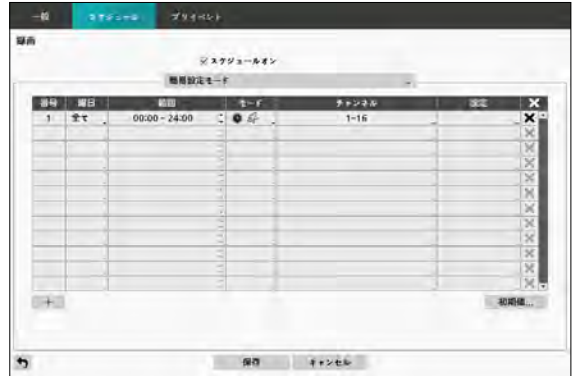 一般 スケジュール プリイベント
録画
スケジュールオン
簡易設定モード
番号 曜日 範囲 モード チャンネル 設定
1 全て 00:00 - 24:00 1-16
+ 初期値...
保存 キャンセル